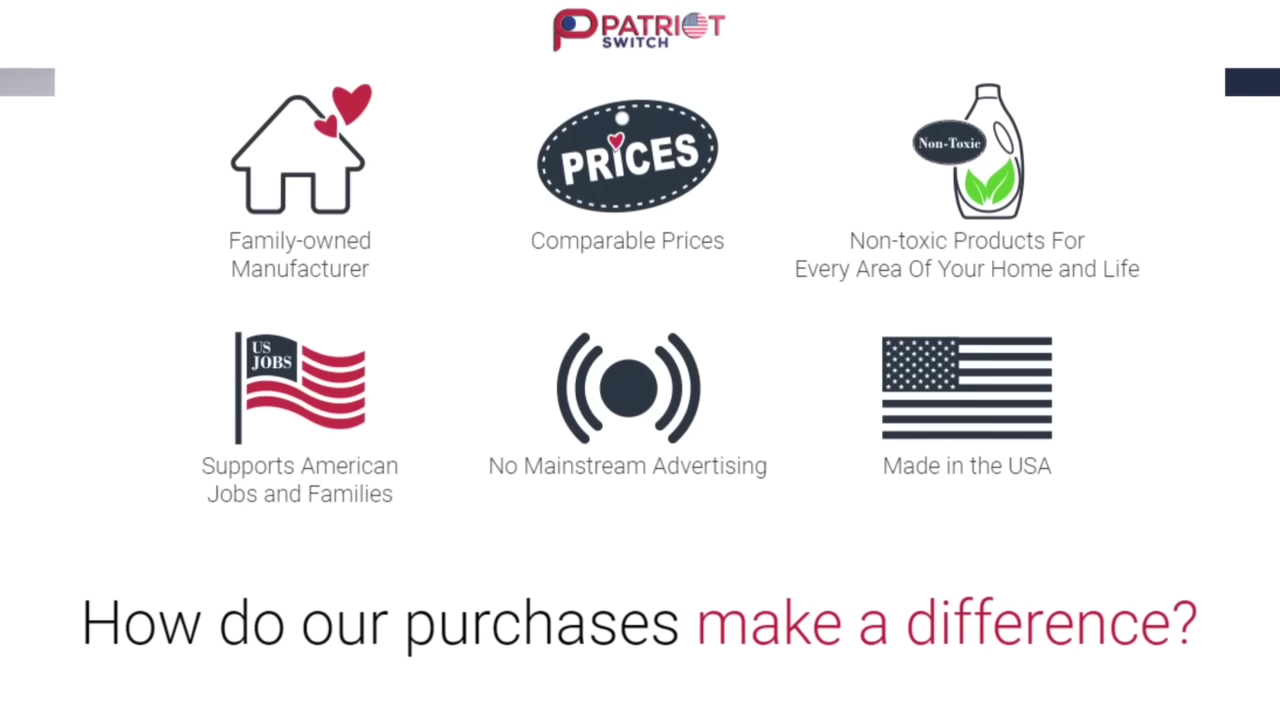 PATRIOT
SWITCH
PRICES
Non-Toxic
Family-owned
Manufacturer
Comparable Prices
Non-toxic Products For
Every Area Of Your Home and Life
US
JOBS
Supports American
Jobs and Families
No Mainstream Advertising
Made in the USA
How do our purchases make a difference?